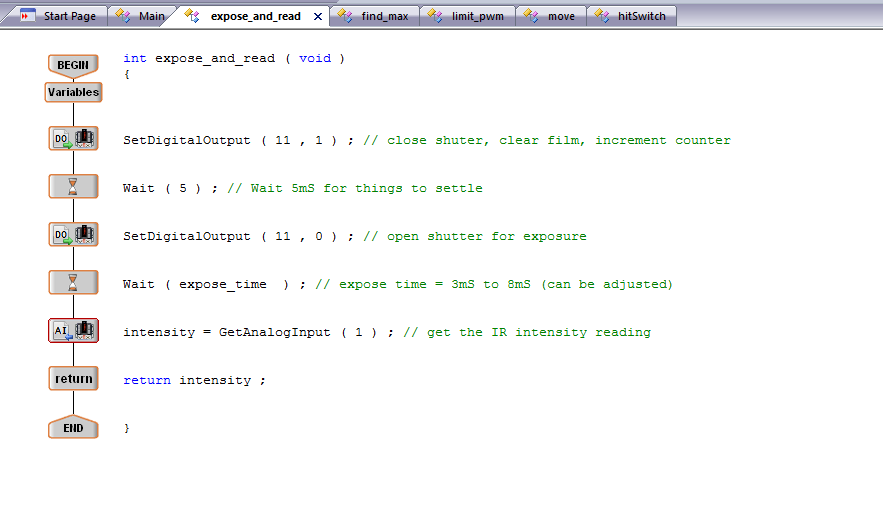 Start Page Main expose_and_read × find_max limit_pwm move hitSwitch
BEGIN int expose_and_read ( void )
{
Variables
DO SetDigitalOutput ( 11 , 1 ) ; // close shuter, clear film, increment counter
Wait ( 5 ) ; // Wait 5mS for things to settle
DO SetDigitalOutput ( 11 , 0 ) ; // open shutter for exposure
Wait ( expose_time  ) ; // expose time = 3mS to 8mS (can be adjusted)
AI intensity = GetAnalogInput ( 1 ) ; // get the IR intensity reading
return return intensity ;
END }